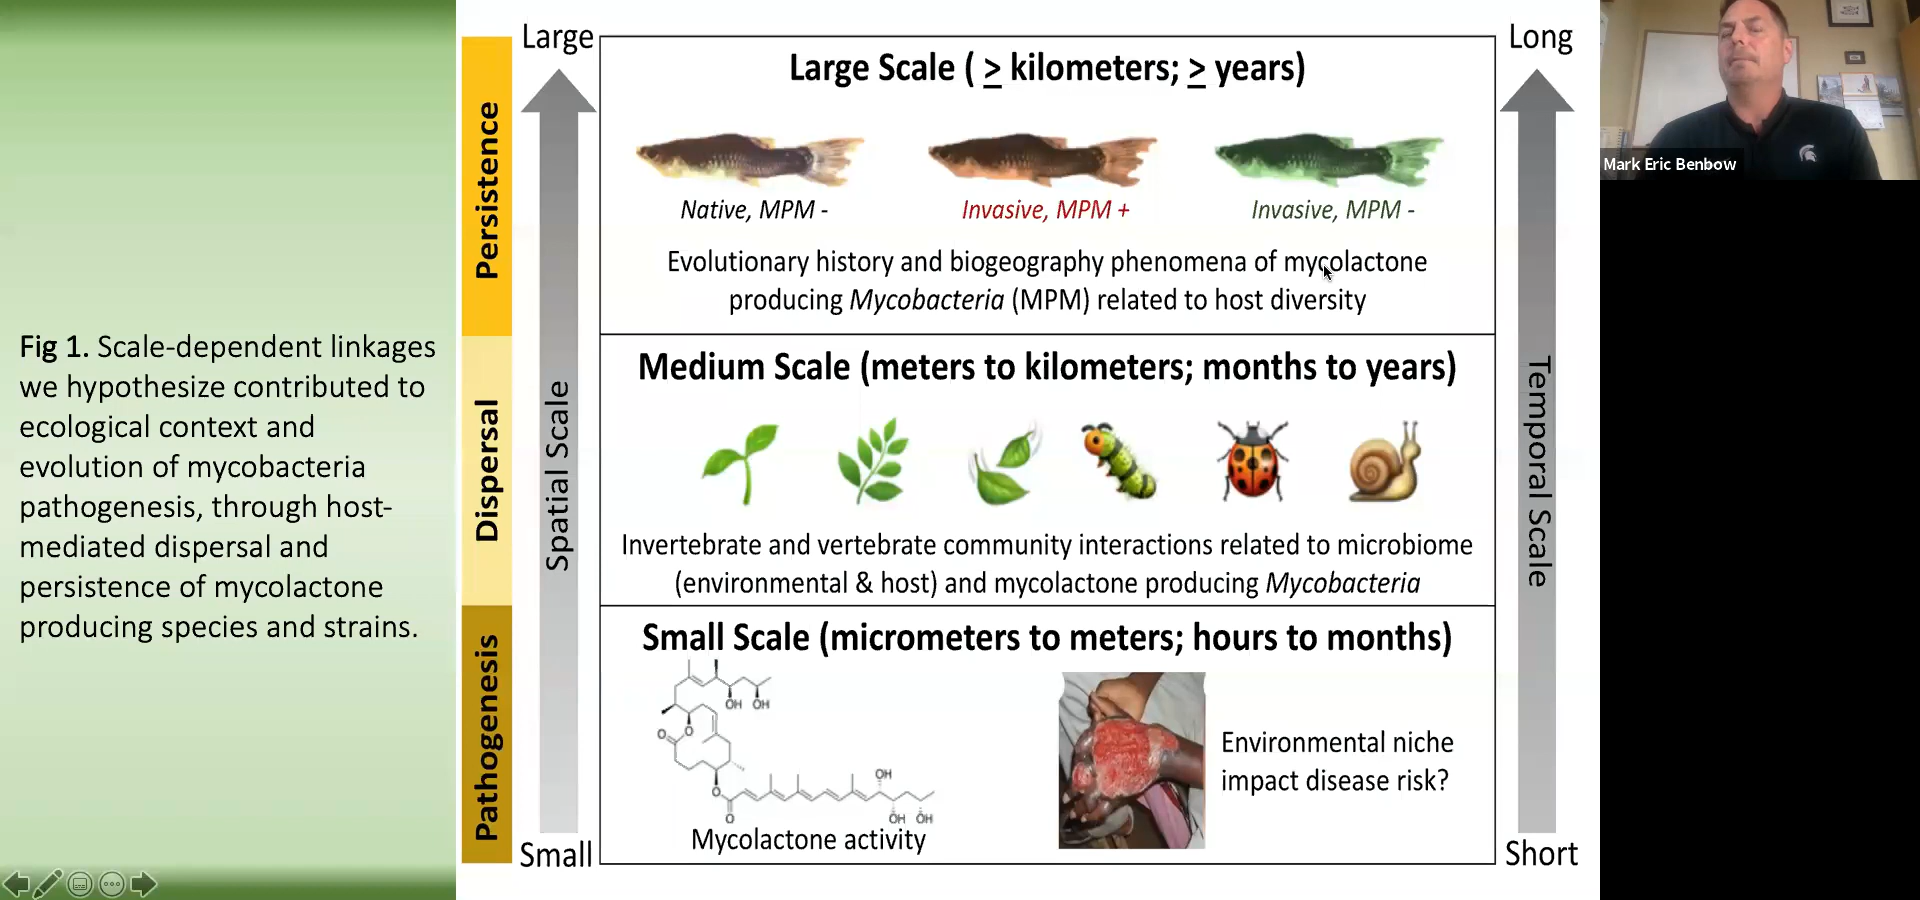 Fig 1. Scale-dependent linkages
we hypothesize contributed to
ecological context and
evolution of mycobacteria
pathogenesis, through host-
mediated dispersal and
persistence of mycolactone
producing species and strains.
Persistence
Dispersal
Pathogenesis
Large
Spatial Scale
Small
Large Scale ( ≥ kilometers; ≥ years)
Native, MPM -
Invasive, MPM +
Invasive, MPM -
Evolutionary history and biogeography phenomena of mycolactone
producing Mycobacteria (MPM) related to host diversity
Medium Scale (meters to kilometers; months to years)
Invertebrate and vertebrate community interactions related to microbiome
(environmental & host) and mycolactone producing Mycobacteria
Small Scale (micrometers to meters; hours to months)
OH OH
O
O
O
O
OH
OH OH
Mycolactone activity
Environmental niche
impact disease risk?
Long
Temporal Scale
Short
Mark Eric Benbow